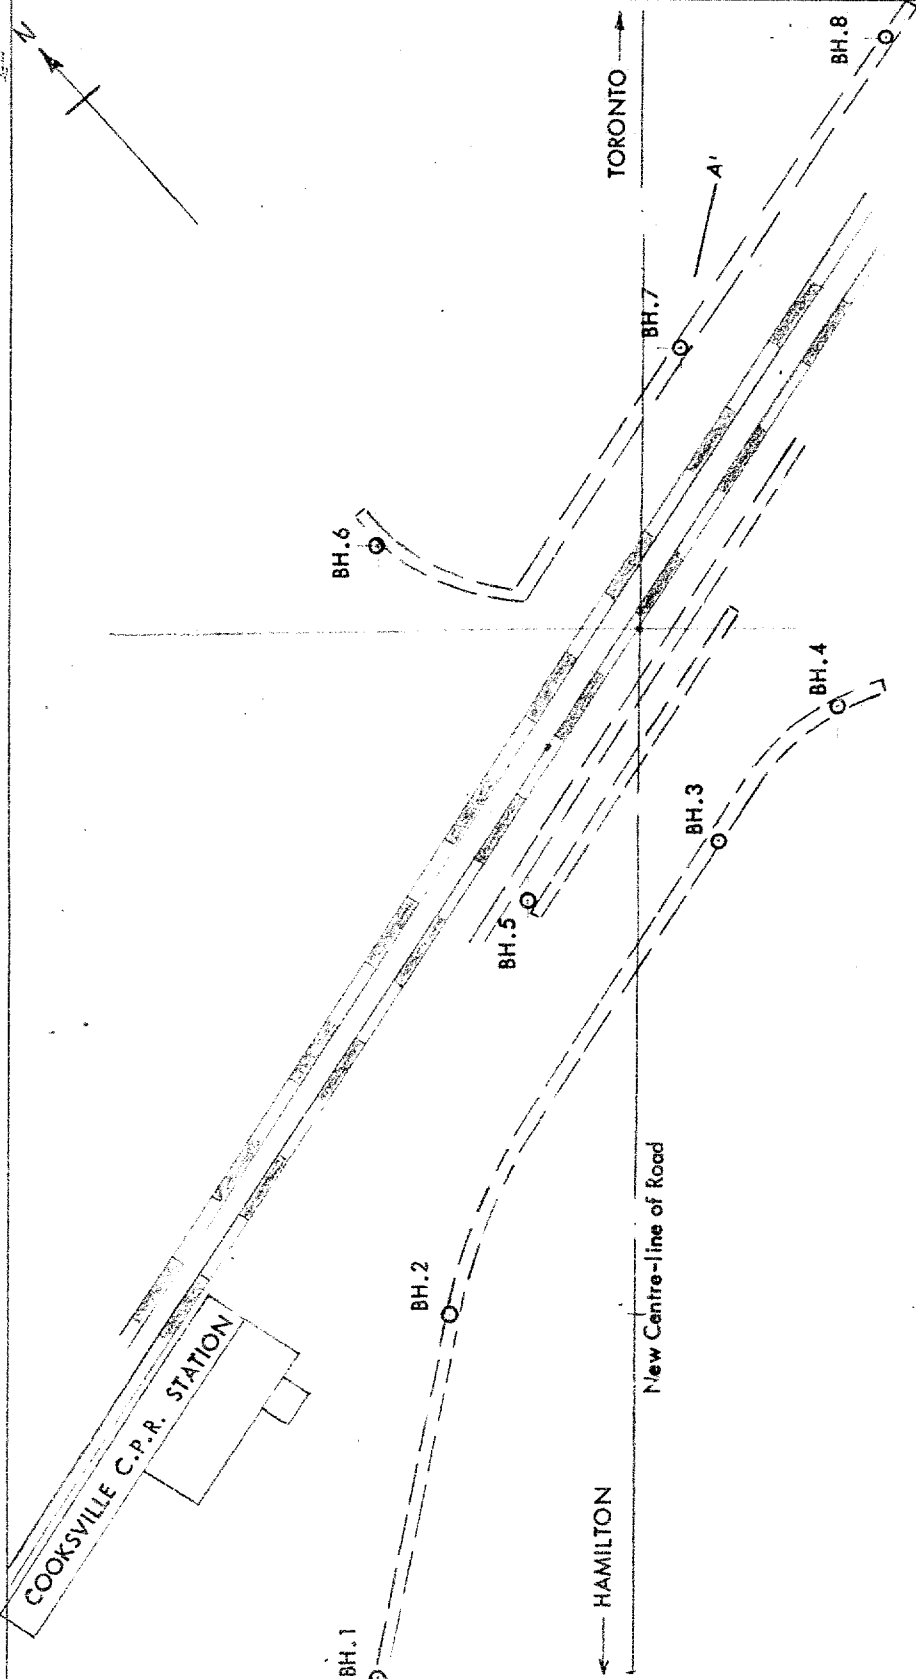 N
TORONTO →
BH.8
A'
BH.7
BH.6
BH.4
BH.3
BH.5
BH.2
New Centre-line of Road
COOKSVILLE C.P.R. STATION
← HAMILTON
BH.1